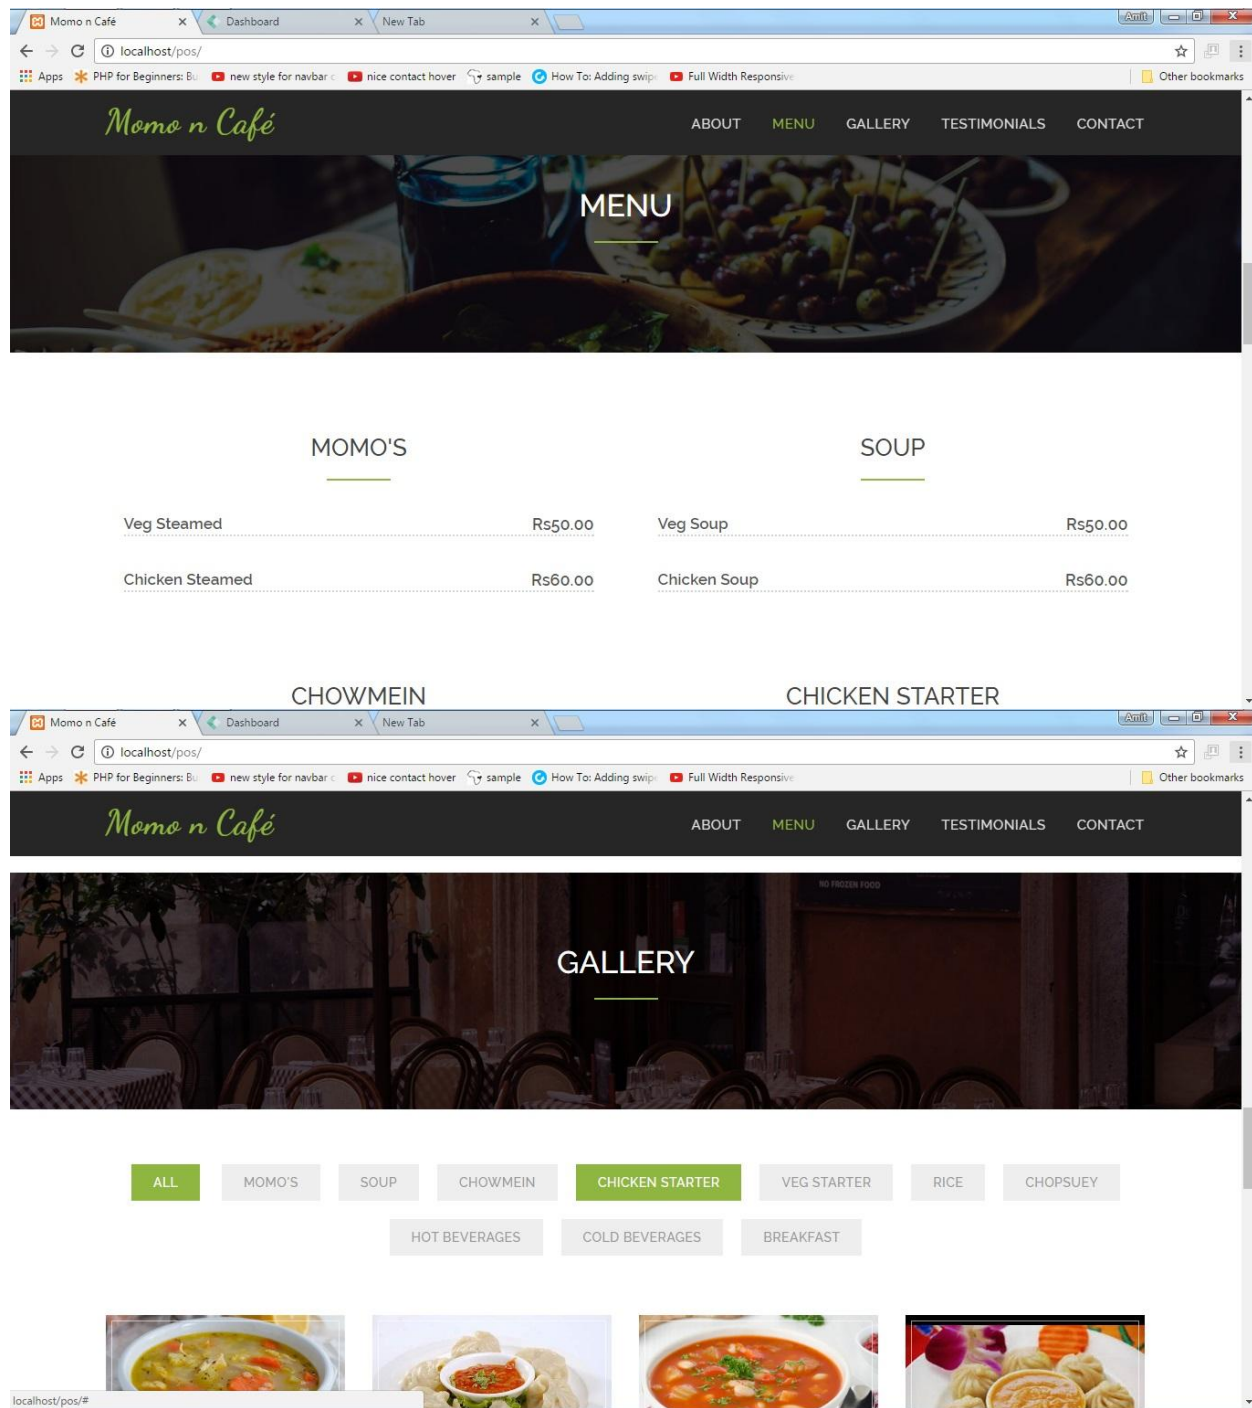 Momo n Café Dashboard New Tab Amit
localhost/pos/
Apps PHP for Beginners: Bu new style for navbar c nice contact hover sample How To: Adding swip Full Width Responsive Other bookmarks
Momo n Café ABOUT MENU GALLERY TESTIMONIALS CONTACT
MENU
MOMO'S SOUP
Veg Steamed Rs50.00 Veg Soup Rs50.00
Chicken Steamed Rs60.00 Chicken Soup Rs60.00
CHOWMEIN CHICKEN STARTER
Momo n Café Dashboard New Tab Amit
localhost/pos/
Apps PHP for Beginners: Bu new style for navbar c nice contact hover sample How To: Adding swip Full Width Responsive Other bookmarks
Momo n Café ABOUT MENU GALLERY TESTIMONIALS CONTACT
NO FROZEN FOOD
GALLERY
ALL MOMO'S SOUP CHOWMEIN CHICKEN STARTER VEG STARTER RICE CHOPSUEY
HOT BEVERAGES COLD BEVERAGES BREAKFAST
localhost/pos/#